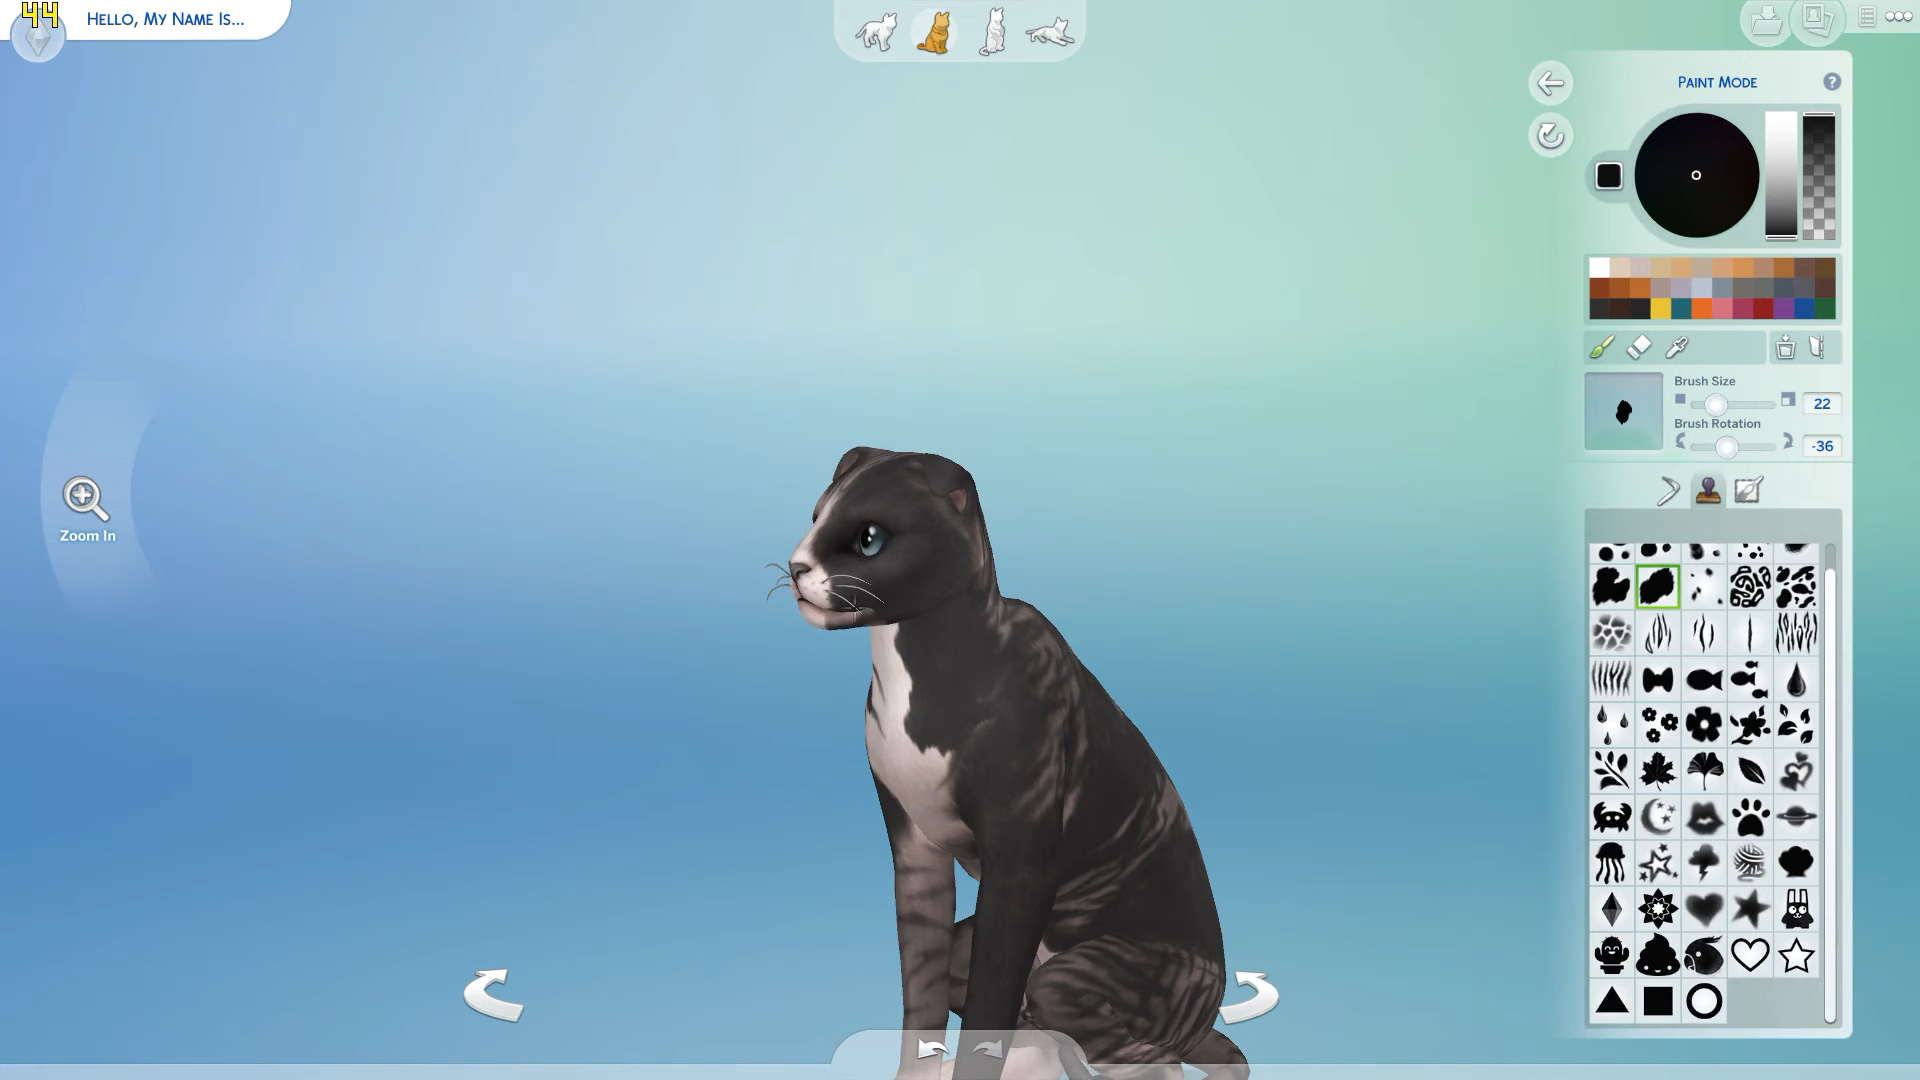 44
Hello, My Name Is...
Paint Mode
?
Brush Size
22
Brush Rotation
-36
Zoom In